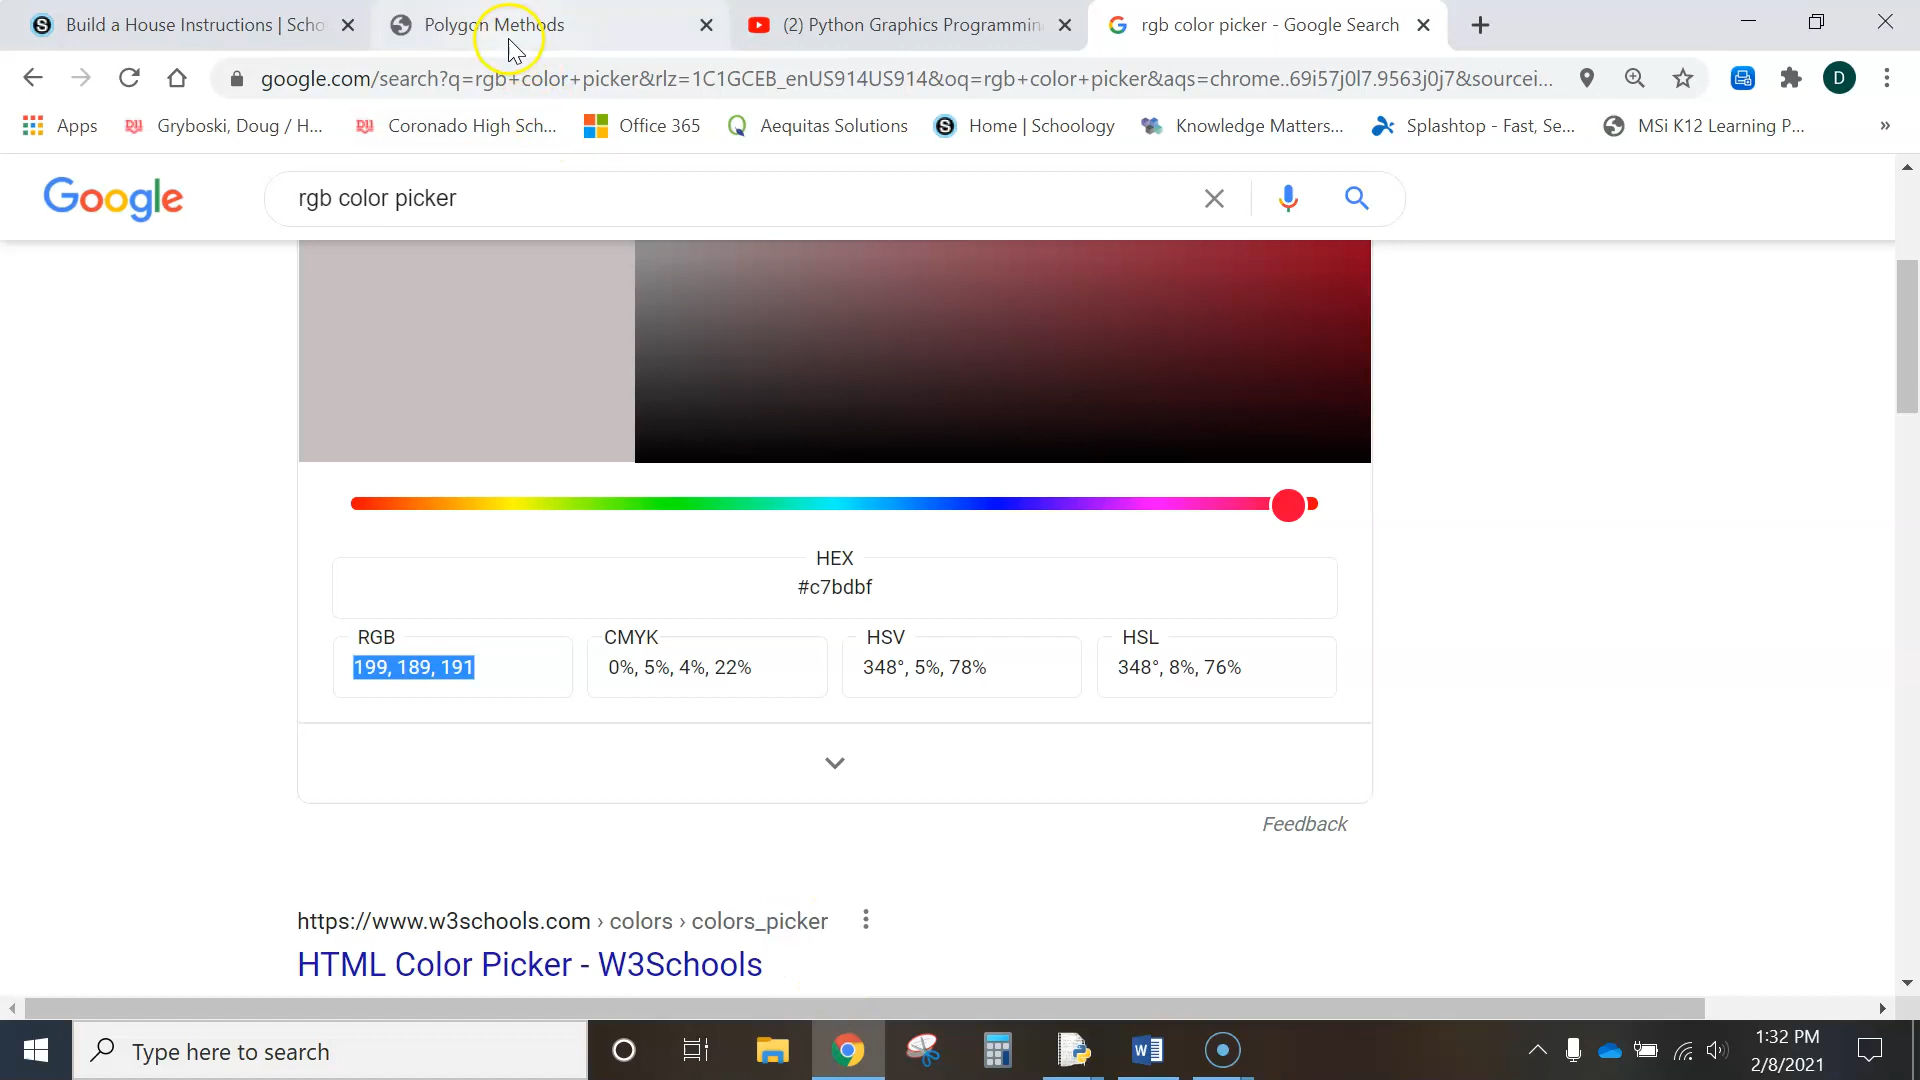 Build a House Instructions | Scho
Polygon Methods
(2) Python Graphics Programmin
rgb color picker - Google Search
google.com/search?q=rgb+color+picker&rlz=1C1GCEB_enUS914US914&oq=rgb+color+picker&aqs=chrome..69i57j0l7.9563j0j7&sourcei...
D
Apps
Gryboski, Doug / H...
Coronado High Sch...
Office 365
Aequitas Solutions
Home | Schoology
Knowledge Matters...
Splashtop - Fast, Se...
MSi K12 Learning P...
»
Google
rgb color picker
HEX
#c7bdbf
RGB
199, 189, 191
CMYK
0%, 5%, 4%, 22%
HSV
348°, 5%, 78%
HSL
348°, 8%, 76%
Feedback
https://www.w3schools.com › colors › colors_picker
HTML Color Picker - W3Schools
Type here to search
1:32 PM
2/8/2021